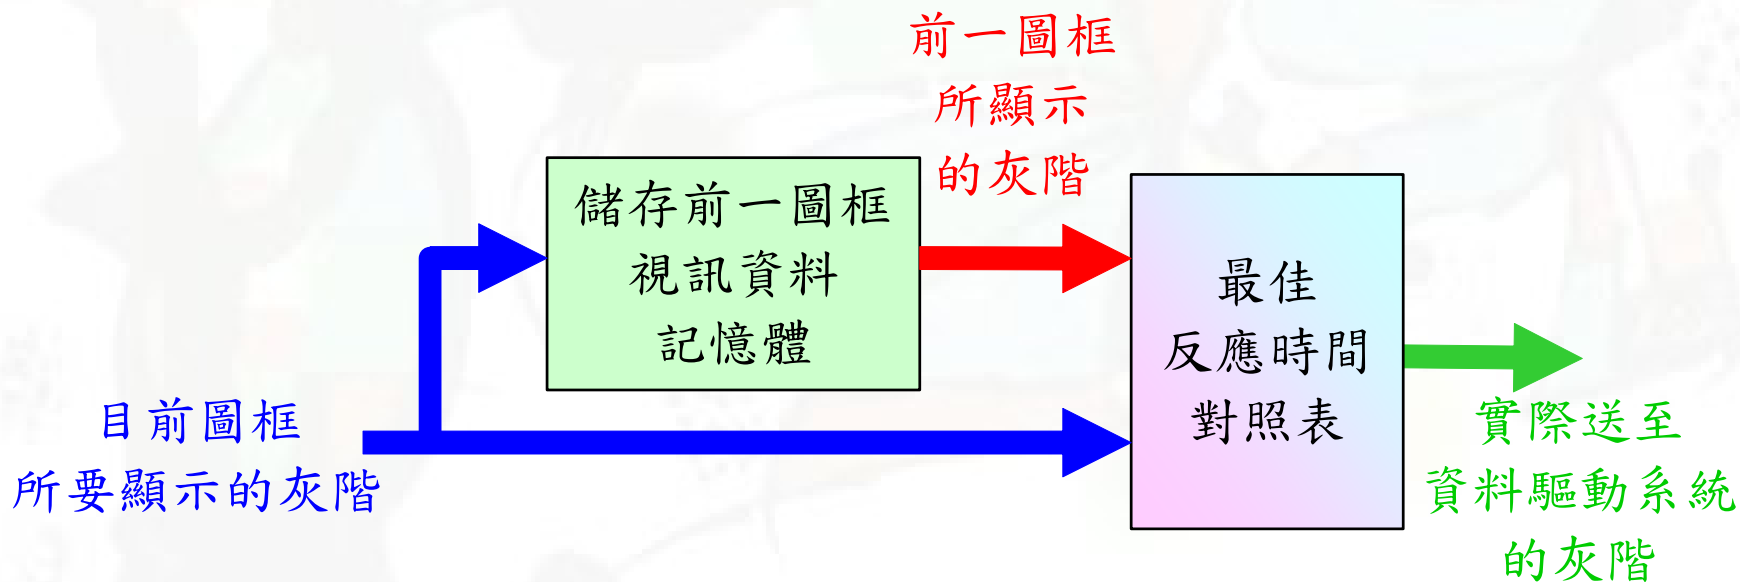 前一圖框
所顯示
的灰階
儲存前一圖框
視訊資料
記憶體
最佳
反應時間
對照表
目前圖框
所要顯示的灰階
實際送至
資料驅動系統
的灰階